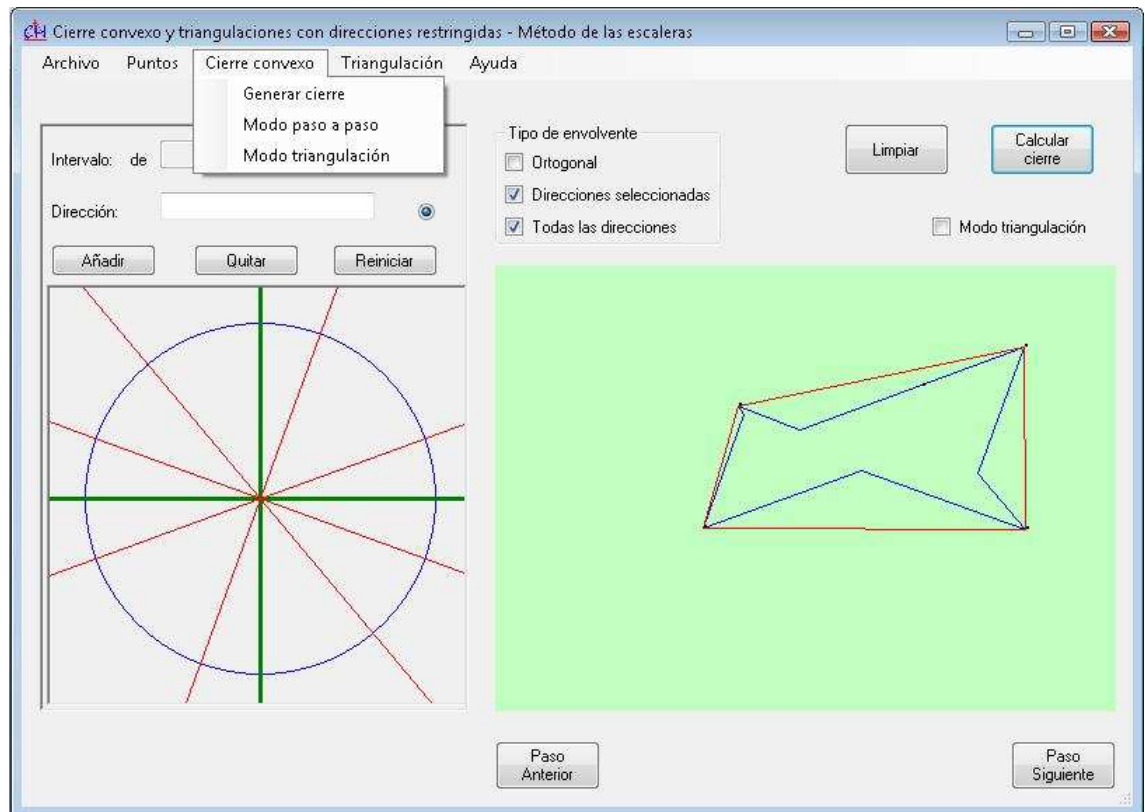 Cierre convexo y triangulaciones con direcciones restringidas - Método de las escaleras
Archivo Puntos Cierre convexo Triangulación Ayuda
Generar cierre
Modo paso a paso
Modo triangulación
Intervalo: de
Dirección:
Añadir Quitar Reiniciar
Tipo de envolvente
Ortogonal
Direcciones seleccionadas
Todas las direcciones
Limpiar
Calcular
cierre
Modo triangulación
Paso
Anterior
Paso
Siguiente